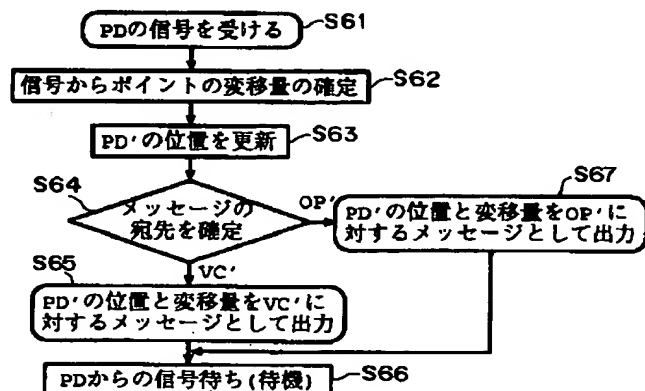 PDの信号を受ける
S61
信号からポイントの変移量の確定
S62
PD'の位置を更新
S63
S64
メッセージの
宛先を確定
OP'
S67
PD'の位置と変移量をOP'に
対するメッセージとして出力
S65
VC'
PD'の位置と変移量をVC'に
対するメッセージとして出力
PDからの信号待ち(待機)
S66